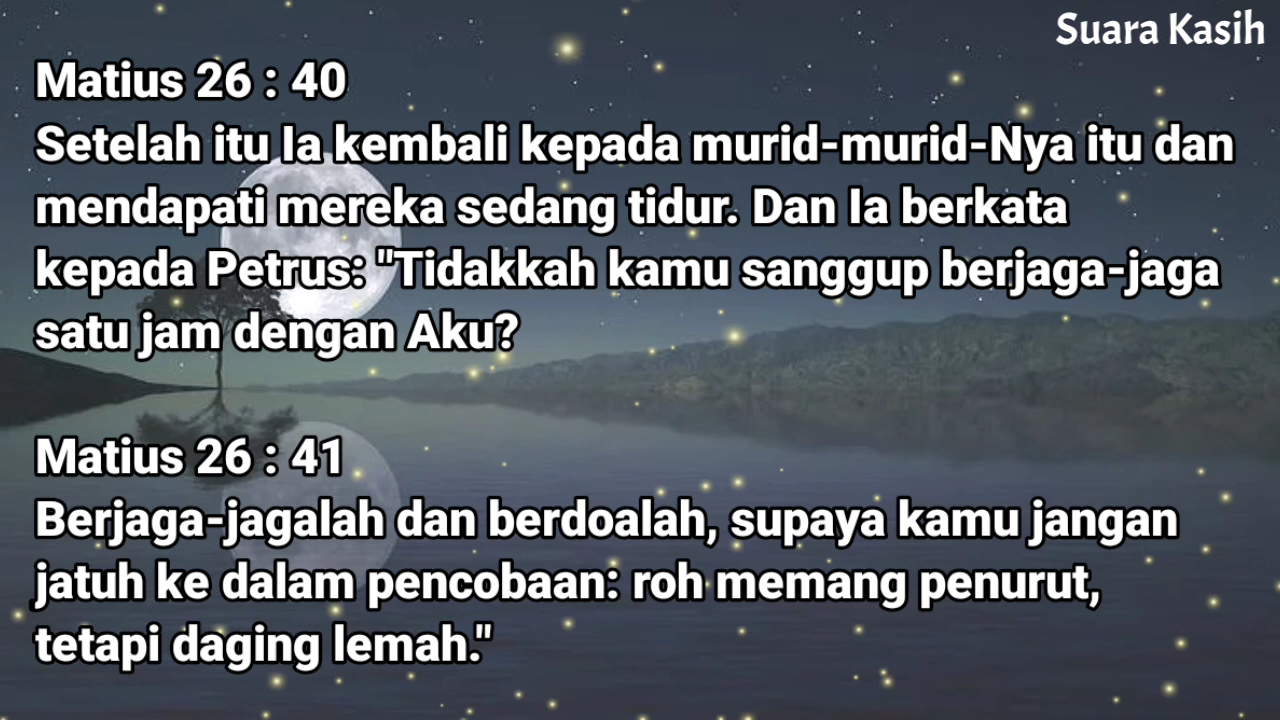 Suara Kasih
Matius 26 : 40
Setelah itu Ia kembali kepada murid-murid-Nya itu dan
mendapati mereka sedang tidur. Dan Ia berkata
kepada Petrus: "Tidakkah kamu sanggup berjaga-jaga
satu jam dengan Aku?
Matius 26 : 41
Berjaga-jagalah dan berdoalah, supaya kamu jangan
jatuh ke dalam pencobaan: roh memang penurut,
tetapi daging lemah."